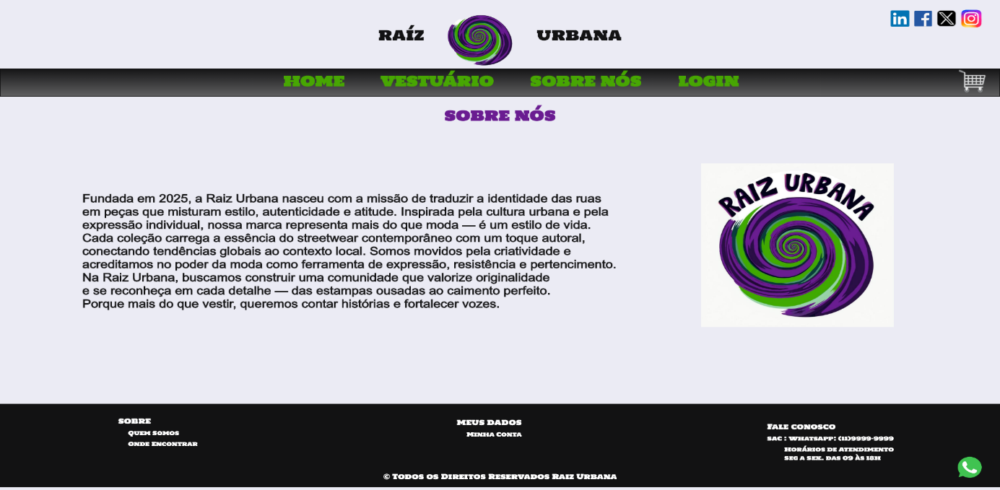 RAÍZ URBANA
HOME VESTUÁRIO SOBRE NÓS LOGIN
SOBRE NÓS
Fundada em 2025, a Raiz Urbana nasceu com a missão de traduzir a identidade das ruas
em peças que misturam estilo, autenticidade e atitude. Inspirada pela cultura urbana e pela
expressão individual, nossa marca representa mais do que moda — é um estilo de vida.
Cada coleção carrega a essência do streetwear contemporâneo com um toque autoral,
conectando tendências globais ao contexto local. Somos movidos pela criatividade e
acreditamos no poder da moda como ferramenta de expressão, resistência e pertencimento.
Na Raiz Urbana, buscamos construir uma comunidade que valorize originalidade
e se reconheça em cada detalhe — das estampas ousadas ao caimento perfeito.
Porque mais do que vestir, queremos contar histórias e fortalecer vozes.
RAIZ URBANA
SOBRE
Quem Somos
Onde Encontrar
Meus Dados
Minha Conta
Fale conosco
SAC : Whatsapp: (11)9999-9999
Horários de Atendimento
Seg a Sex. das 09 às 18h
© Todos os Direitos Reservados Raiz Urbana